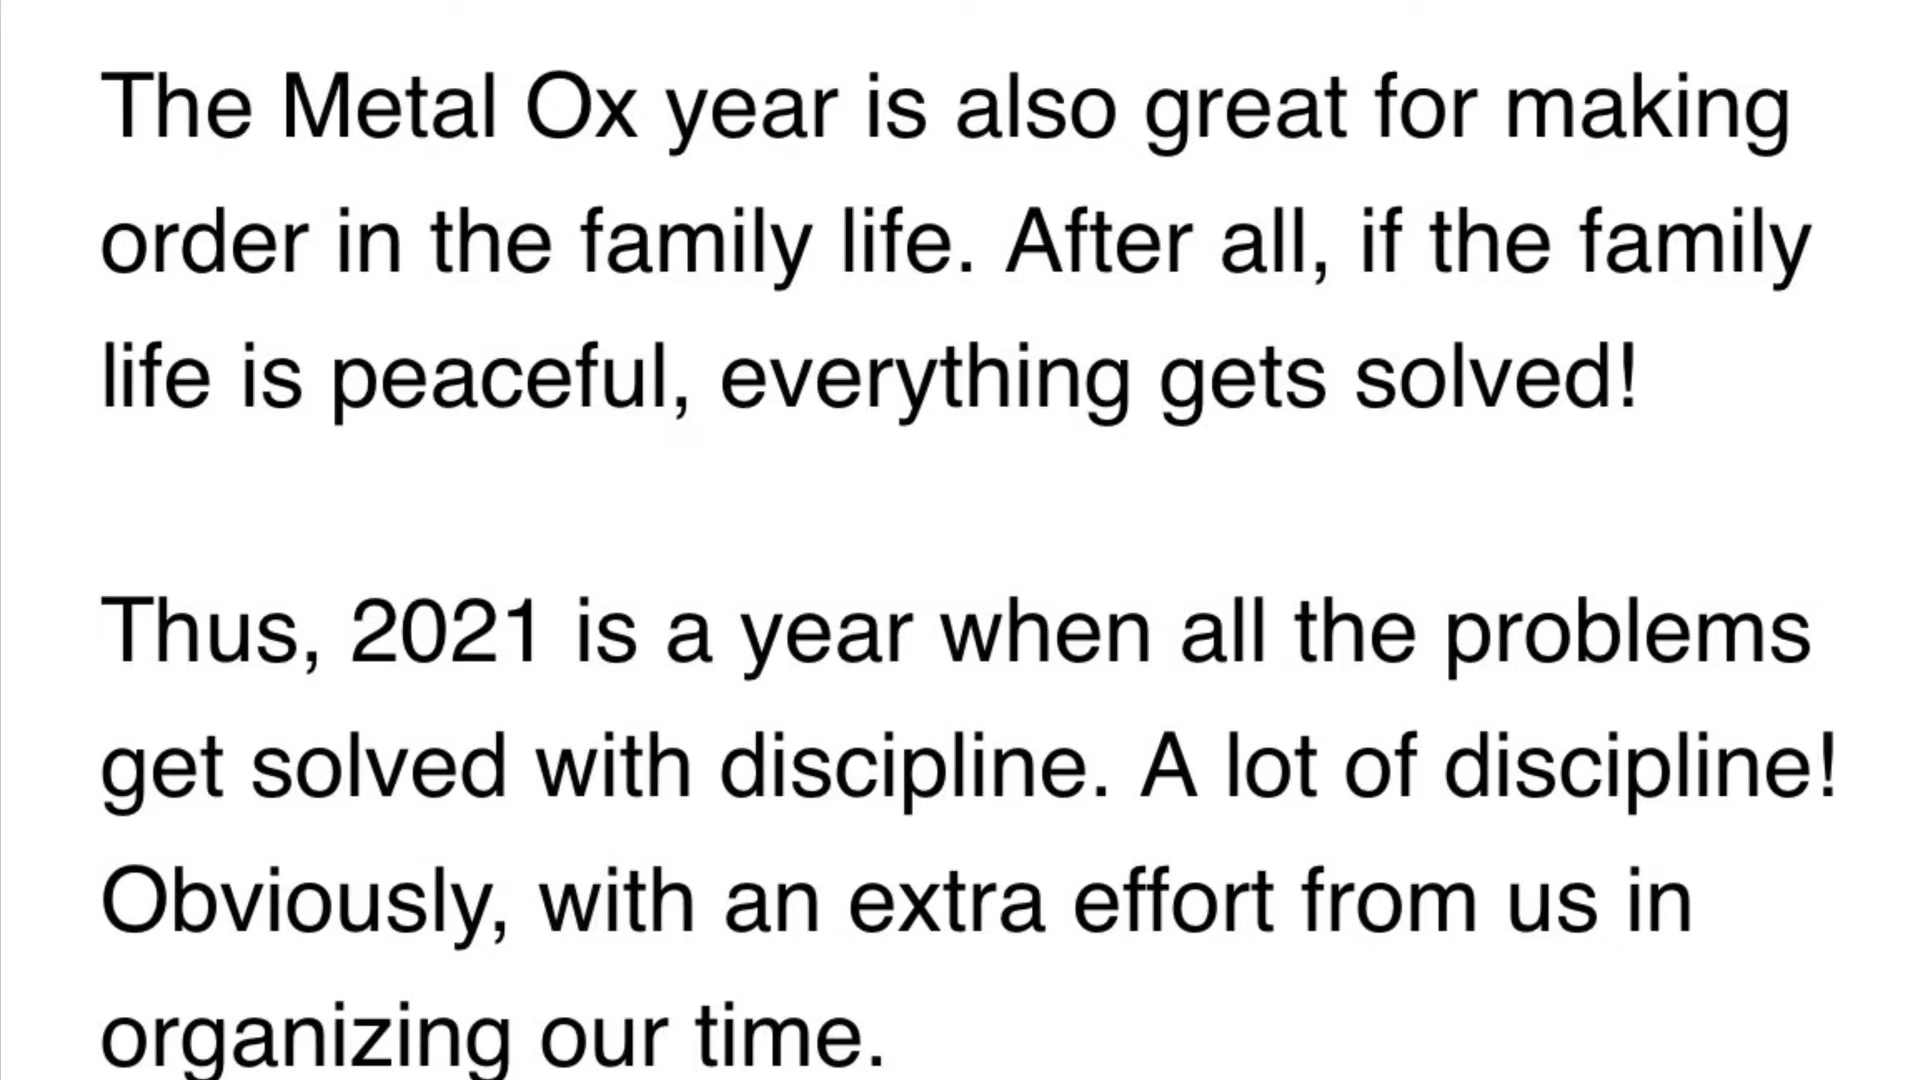 The Metal Ox year is also great for making
order in the family life. After all, if the family
life is peaceful, everything gets solved!
Thus, 2021 is a year when all the problems
get solved with discipline. A lot of discipline!
Obviously, with an extra effort from us in
organizing our time.